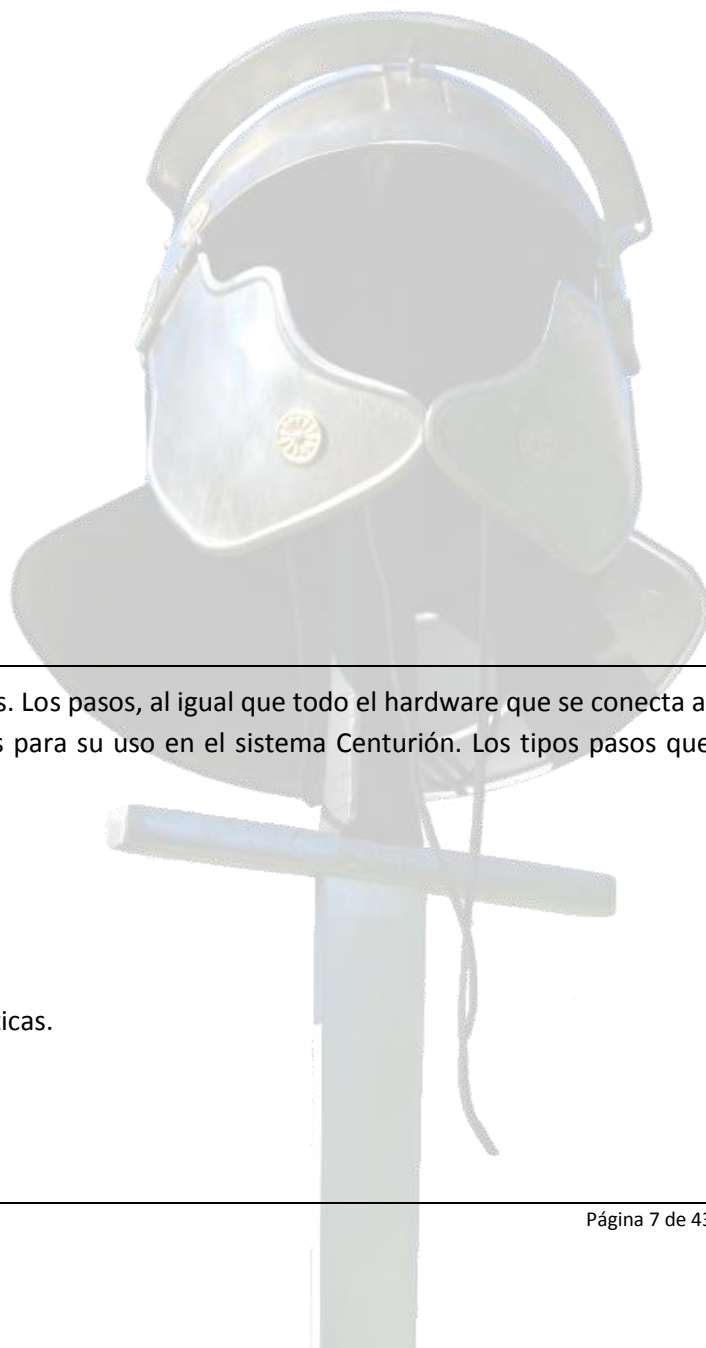 s. Los pasos, al igual que todo el hardware que se conecta a
s para su uso en el sistema Centurión. Los tipos pasos que
ticas.
Página 7 de 43